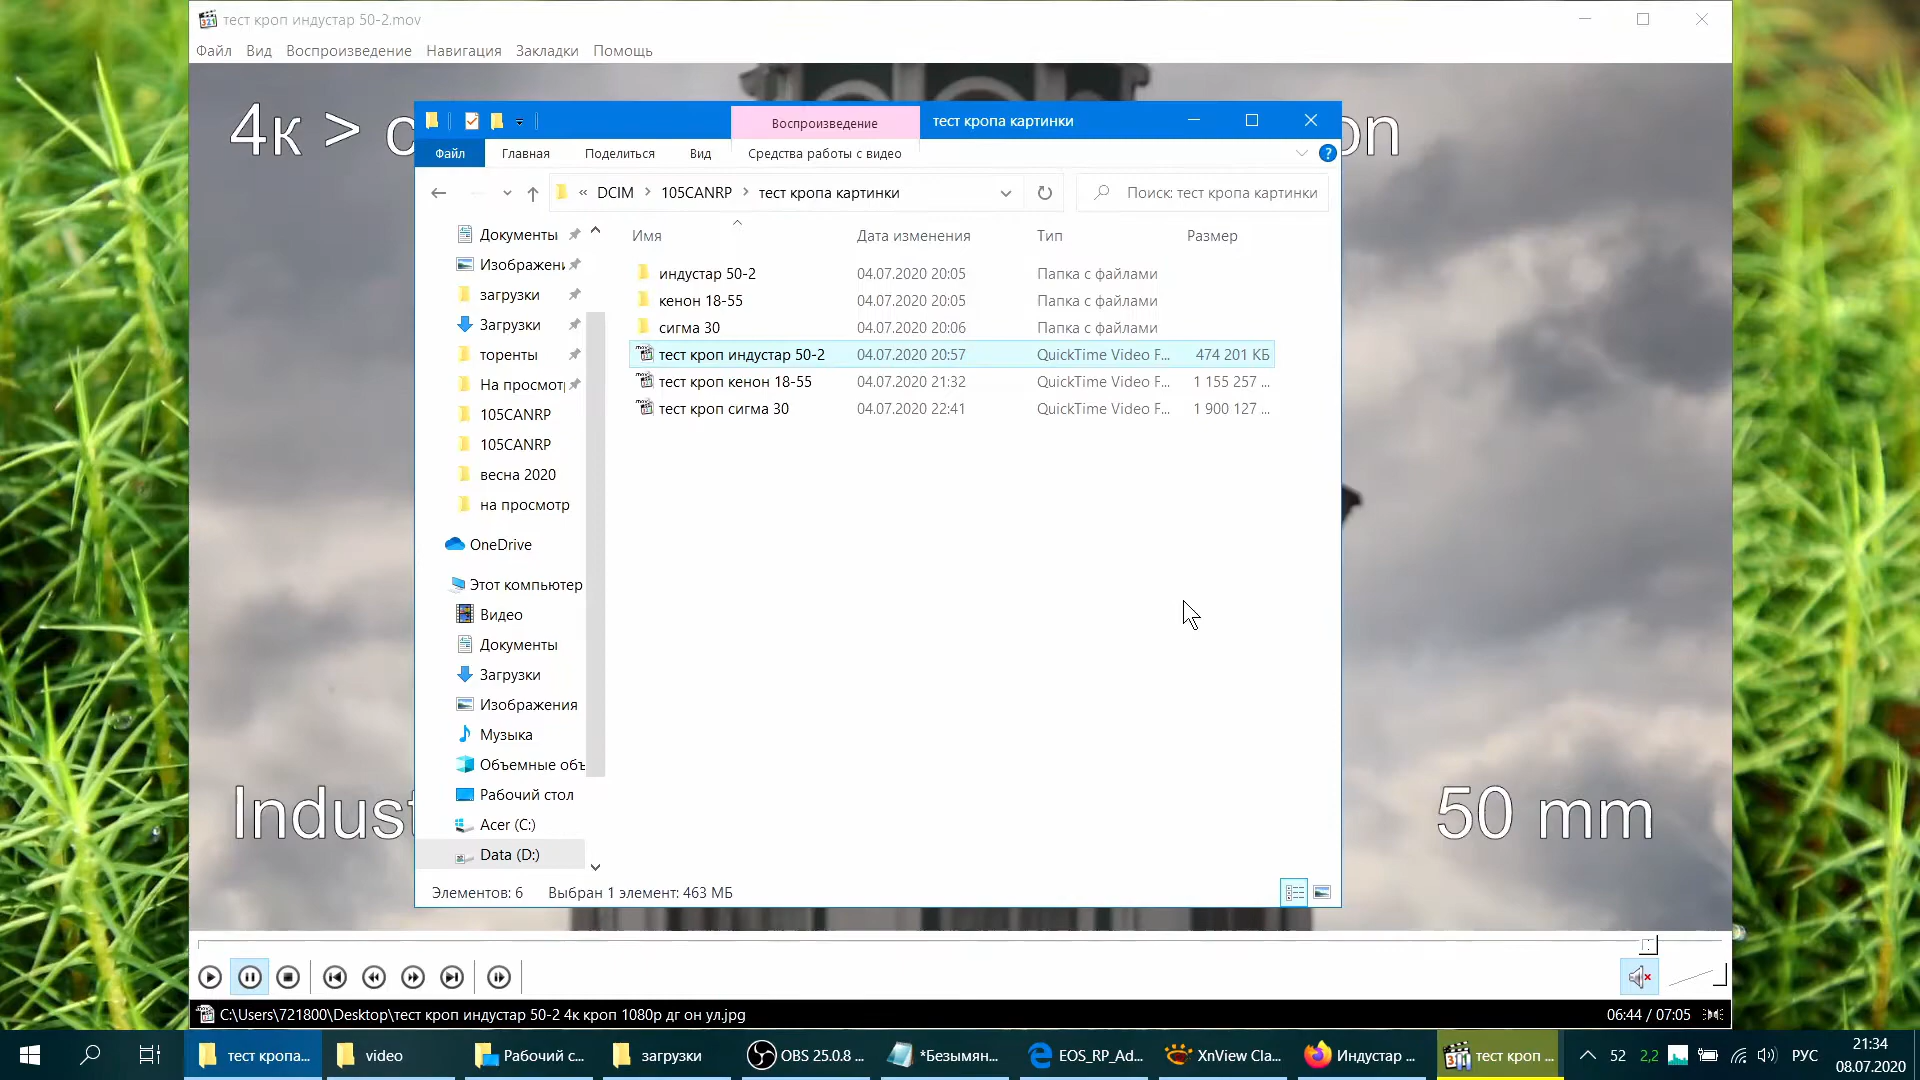 тест кроп индустар 50-2.mov
Файл Вид Воспроизведение Навигация Закладки Помощь
4к > c
on
Воспроизведение
тест кропа картинки
Файл Главная Поделиться Вид Средства работы с видео
« DCIM > 105CANRP > тест кропа картинки
Поиск: тест кропа картинки
Имя Дата изменения Тип Размер
индустар 50-2 04.07.2020 20:05 Папка с файлами
кенон 18-55 04.07.2020 20:05 Папка с файлами
сигма 30 04.07.2020 20:06 Папка с файлами
тест кроп индустар 50-2 04.07.2020 20:57 QuickTime Video F... 474 201 КБ
тест кроп кенон 18-55 04.07.2020 21:32 QuickTime Video F... 1 155 257 ...
тест кроп сигма 30 04.07.2020 22:41 QuickTime Video F... 1 900 127 ...
Документы
Изображени
загрузки
Загрузки
торенты
На просмот
105CANRP
105CANRP
весна 2020
на просмотр
OneDrive
Этот компьютер
Видео
Документы
Загрузки
Изображения
Музыка
Объемные объ
Рабочий стол
Acer (C:)
Data (D:)
Indust
50 mm
Элементов: 6 Выбран 1 элемент: 463 МБ
C:\Users\721800\Desktop\тест кроп индустар 50-2 4к кроп 1080р дг он ул.jpg
06:44 / 07:05
тест кропа... video Рабочий с... загрузки OBS 25.0.8 ... *Безымян... EOS_RP_Ad... XnView Cla... Индустар ... тест кроп ... 52 2,2 РУС 21:34
08.07.2020